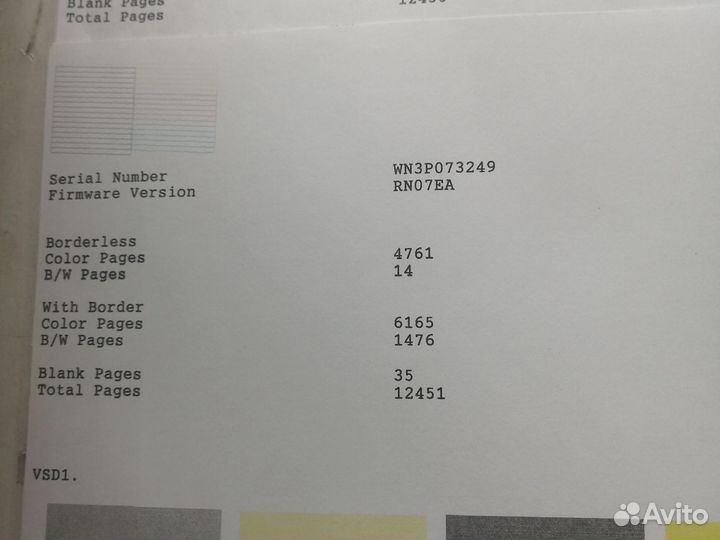 Blank Pages
Total Pages 12450
Serial Number WN3P073249
Firmware Version RN07EA
Borderless
Color Pages 4761
B/W Pages 14
With Border
Color Pages 6165
B/W Pages 1476
Blank Pages 35
Total Pages 12451
VSD1.
Avito